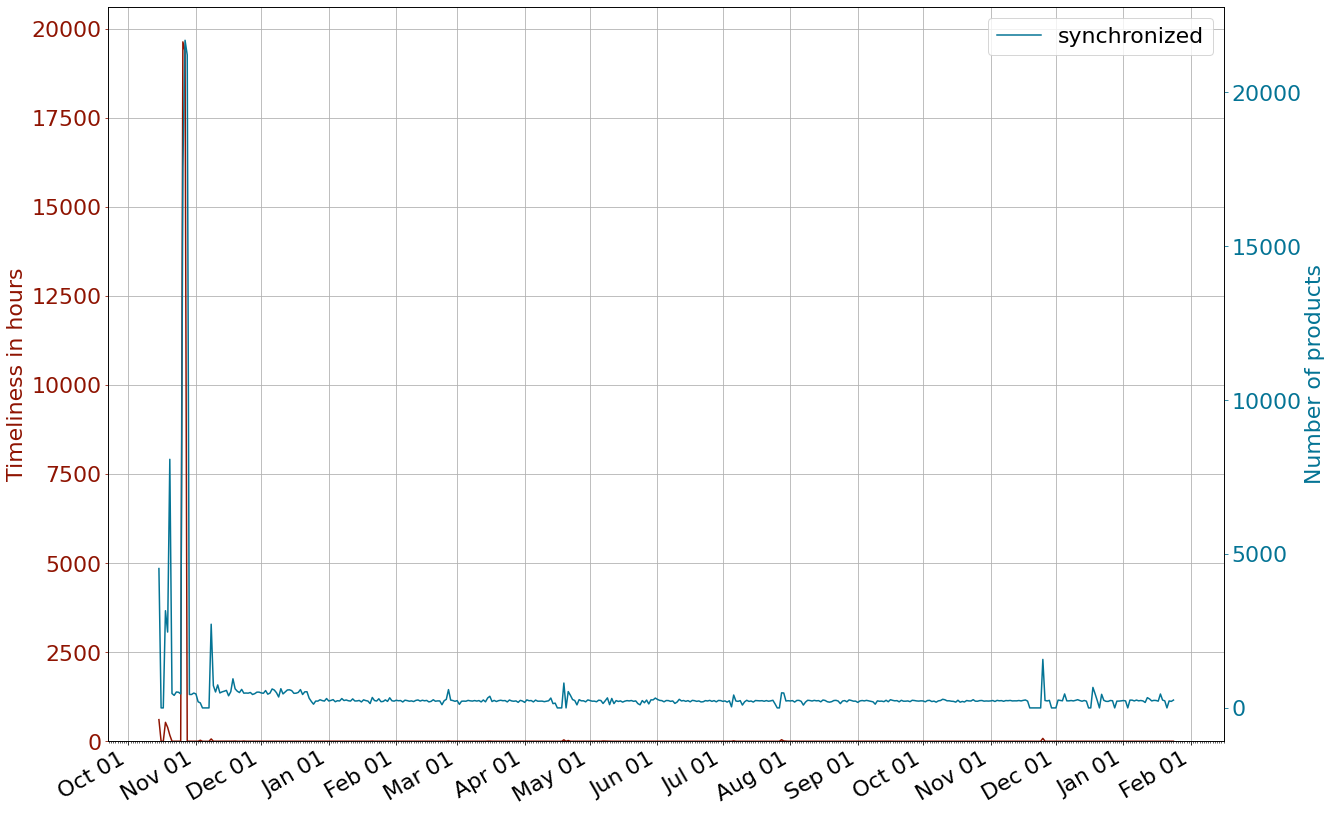 synchronized
Timeliness in hours
20000
17500
15000
12500
10000
7500
5000
2500
0
Number of products
20000
15000
10000
5000
0
Oct 01
Nov 01
Dec 01
Jan 01
Feb 01
Mar 01
Apr 01
May 01
Jun 01
Jul 01
Aug 01
Sep 01
Oct 01
Nov 01
Dec 01
Jan 01
Feb 01